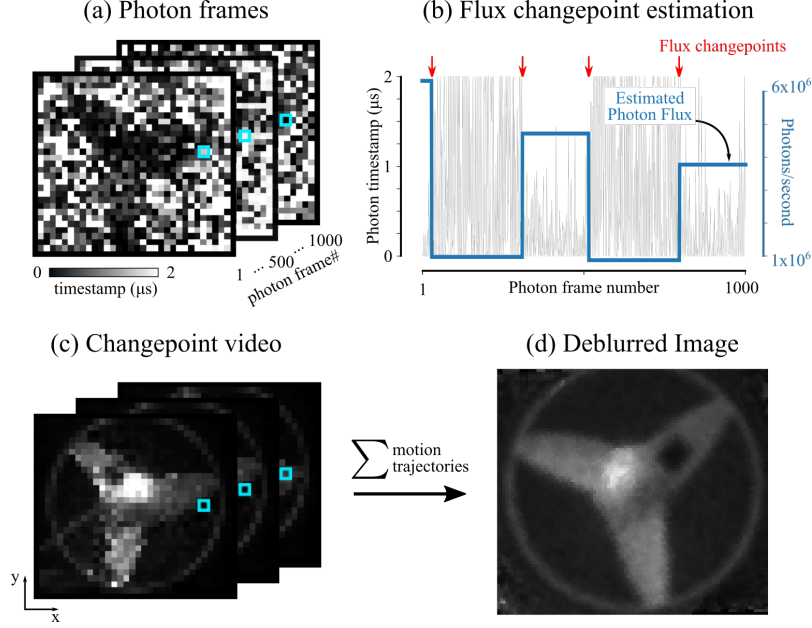 (a) Photon frames
0
2
timestamp (μs)
1 ... 500 ... 1000
photon frame#
(b) Flux changepoint estimation
Flux changepoints
2
1
0
Photon timestamp (μs)
Estimated
Photon Flux
6x10⁶
1x10⁶
Photons/second
1
Photon frame number
1000
(c) Changepoint video
y
x
∑ motion
trajectories
(d) Deblurred Image